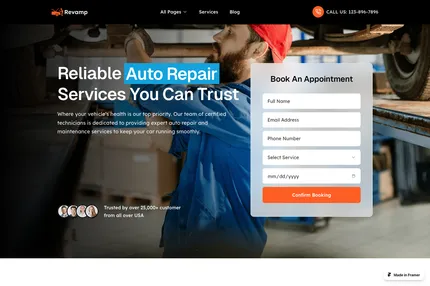 Revamp
All Pages
Services
Blog
CALL US: 123-896-7896
Reliable Auto Repair
Services You Can Trust
Where your vehicle's health is our top priority. Our team of certified
technicians is dedicated to providing expert auto repair and
maintenance services to keep your car running smoothly.
Trusted by over 25,000+ customer
from all over USA
Book An Appointment
Full Name
Email Address
Phone Number
Select Service
mm/dd/yyyy
Confirm Booking
Made in Framer